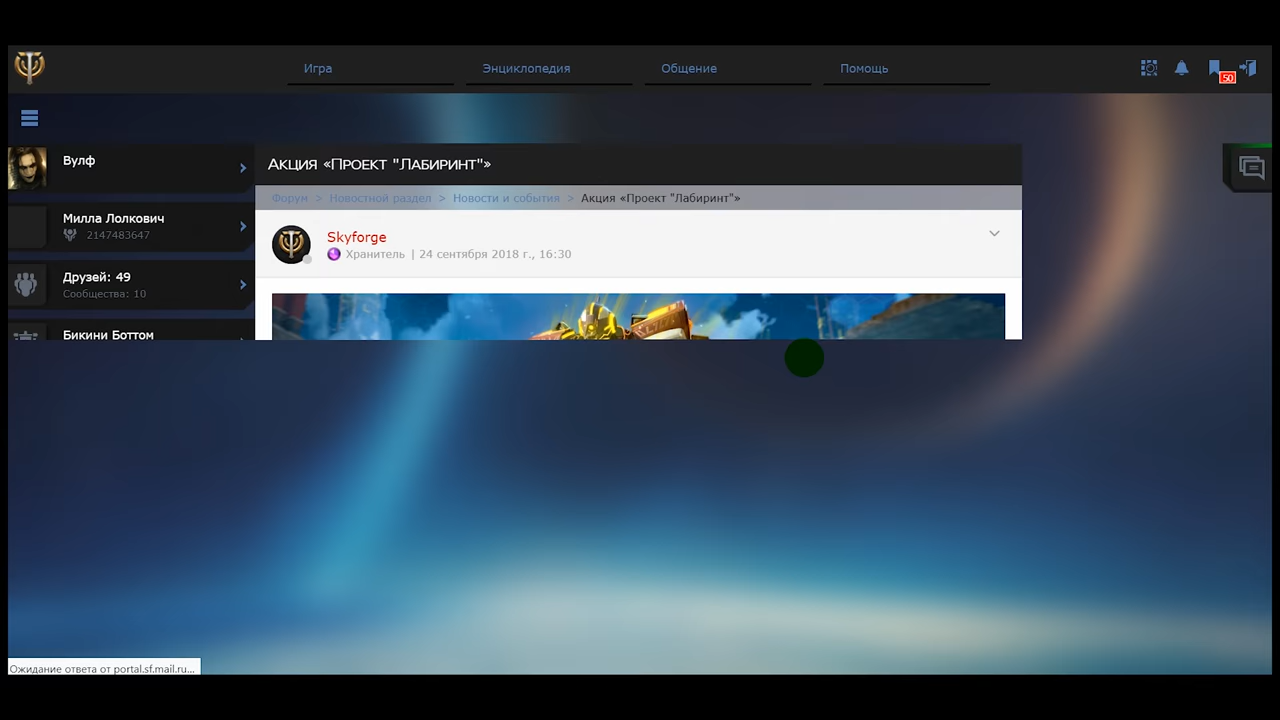 Игра
Энциклопедия
Общение
Помощь
50
Вулф
Милла Лолкович
2147483647
Друзей: 49
Сообщества: 10
Бикини Боттом
Акция «Проект "Лабиринт"»
Форум > Новостной раздел > Новости и события > Акция «Проект "Лабиринт"»
Skyforge
Хранитель | 24 сентября 2018 г., 16:30
Ожидание ответа от portal.sf.mail.ru...